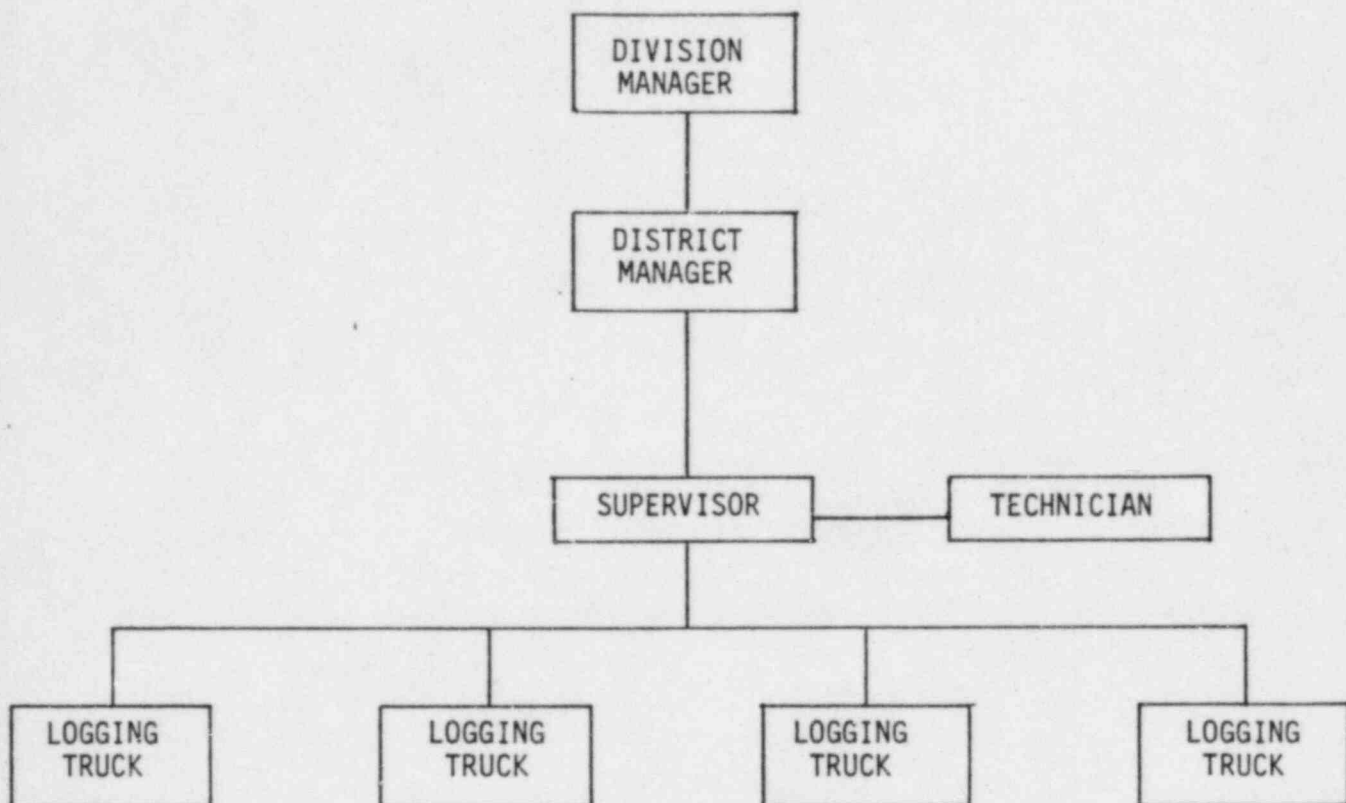 DIVISION
MANAGER
DISTRICT
MANAGER
SUPERVISOR
TECHNICIAN
LOGGING
TRUCK
LOGGING
TRUCK
LOGGING
TRUCK
LOGGING
TRUCK